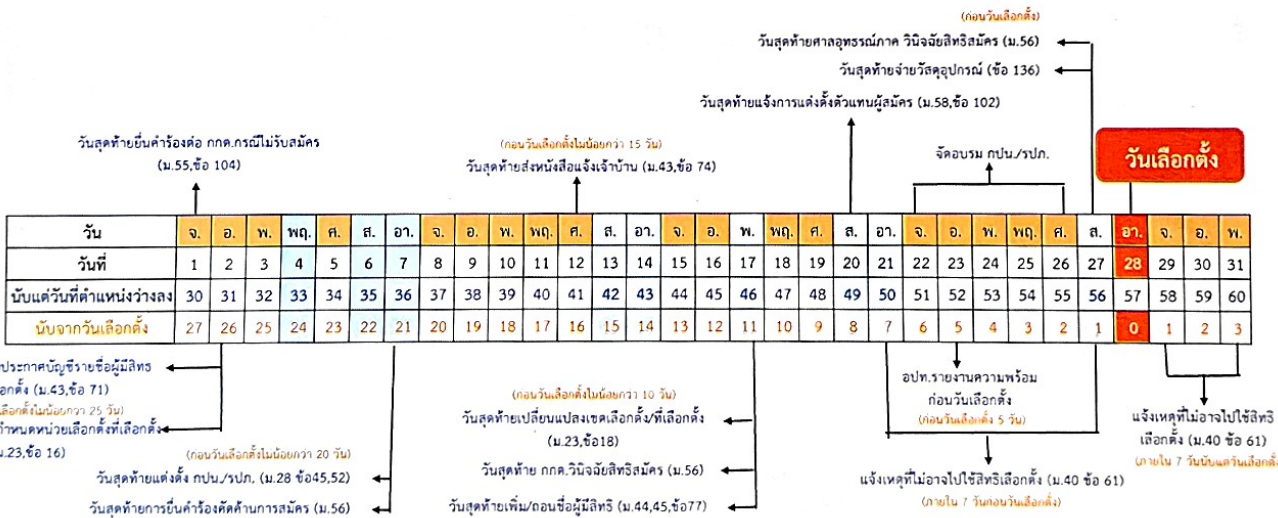 (ก่อนวันเลือกตั้ง)
วันสุดท้ายศาลอุทธรณ์ภาค วินิจฉัยสิทธิสมัคร (ม.56)
วันสุดท้ายจ่ายวัสดุอุปกรณ์ (ข้อ 136)
วันสุดท้ายแจ้งการแต่งตั้งตัวแทนผู้สมัคร (ม.58,ข้อ 102)
วันสุดท้ายยื่นคำร้องต่อ กกต.กรณีไม่รับสมัคร
(ม.55,ข้อ 104)
(ก่อนวันเลือกตั้งไม่น้อยกว่า 15 วัน)
วันสุดท้ายส่งหนังสือแจ้งเจ้าบ้าน (ม.43,ข้อ 74)
จัดอบรม กปน./รปภ.
วันเลือกตั้ง
วัน จ. อ. พ. พฤ. ศ. ส. อา. จ. อ. พ. พฤ. ศ. ส. อา. จ. อ. พ. พฤ. ศ. ส. อา. จ. อ. พ. พฤ. ศ. ส. อา. จ. อ. พ.
วันที่ 1 2 3 4 5 6 7 8 9 10 11 12 13 14 15 16 17 18 19 20 21 22 23 24 25 26 27 28 29 30 31
นับแต่วันที่ตำแหน่งว่างลง 30 31 32 33 34 35 36 37 38 39 40 41 42 43 44 45 46 47 48 49 50 51 52 53 54 55 56 57 58 59 60
นับจากวันเลือกตั้ง 27 26 25 24 23 22 21 20 19 18 17 16 15 14 13 12 11 10 9 8 7 6 5 4 3 2 1 0 1 2 3
ประกาศบัญชีรายชื่อผู้มีสิทธ
อกตั้ง (ม.43,ข้อ 71)
เลือกตั้งไม่น้อยกว่า 25 วัน)
กำหนดหน่วยเลือกตั้งที่เลือกตั้ง
ม.23,ข้อ 16)
(ก่อนวันเลือกตั้งไม่น้อยกว่า 20 วัน)
วันสุดท้ายแต่งตั้ง กปน./รปภ. (ม.28 ข้อ45,52)
วันสุดท้ายการยื่นคำร้องคัดค้านการสมัคร (ม.56)
(ก่อนวันเลือกตั้งไม่น้อยกว่า 10 วัน)
วันสุดท้ายเปลี่ยนแปลงเขตเลือกตั้ง/ที่เลือกตั้ง
(ม.23,ข้อ18)
วันสุดท้าย กกต.วินิจฉัยสิทธิสมัคร (ม.56)
วันสุดท้ายเพิ่ม/ถอนชื่อผู้มีสิทธิ (ม.44,45,ข้อ77)
อปท.รายงานความพร้อม
ก่อนวันเลือกตั้ง
(ก่อนวันเลือกตั้ง 5 วัน)
แจ้งเหตุที่ไม่อาจไปใช้สิทธิเลือกตั้ง (ม.40 ข้อ 61)
(ภายใน 7 วันก่อนวันเลือกตั้ง)
แจ้งเหตุที่ไม่อาจไปใช้สิทธิ
เลือกตั้ง (ม.40 ข้อ 61)
(ภายใน 7 วันนับแต่วันเลือกตั้ง